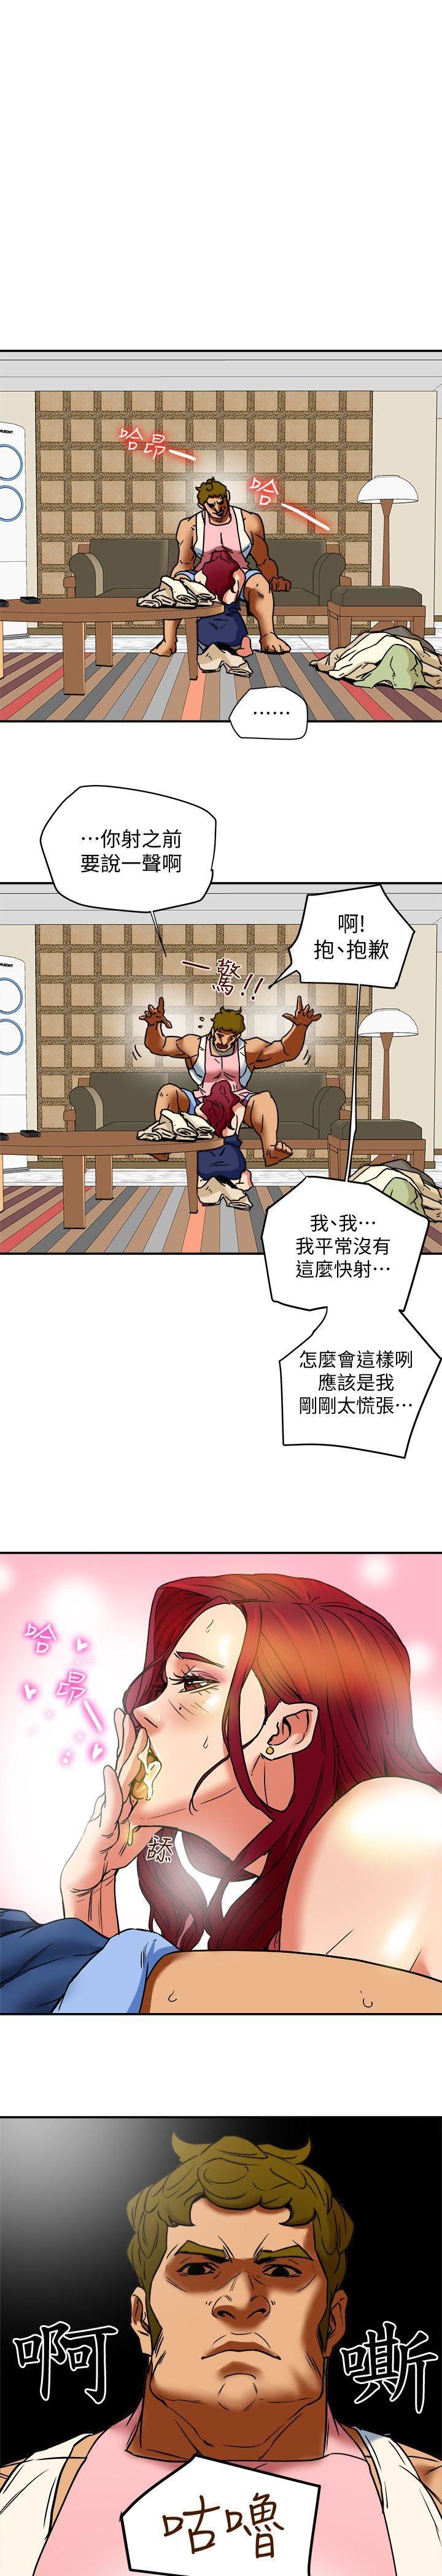 哈昂
哈
……
…你射之前
要說一聲啊
啊!
抱、抱歉
一驚!!
我、我…
我平常沒有
這麼快射…
怎麼會這樣咧
應該是我
剛剛太慌張…
哈
昂
舔
啊
嘶
咕嚕